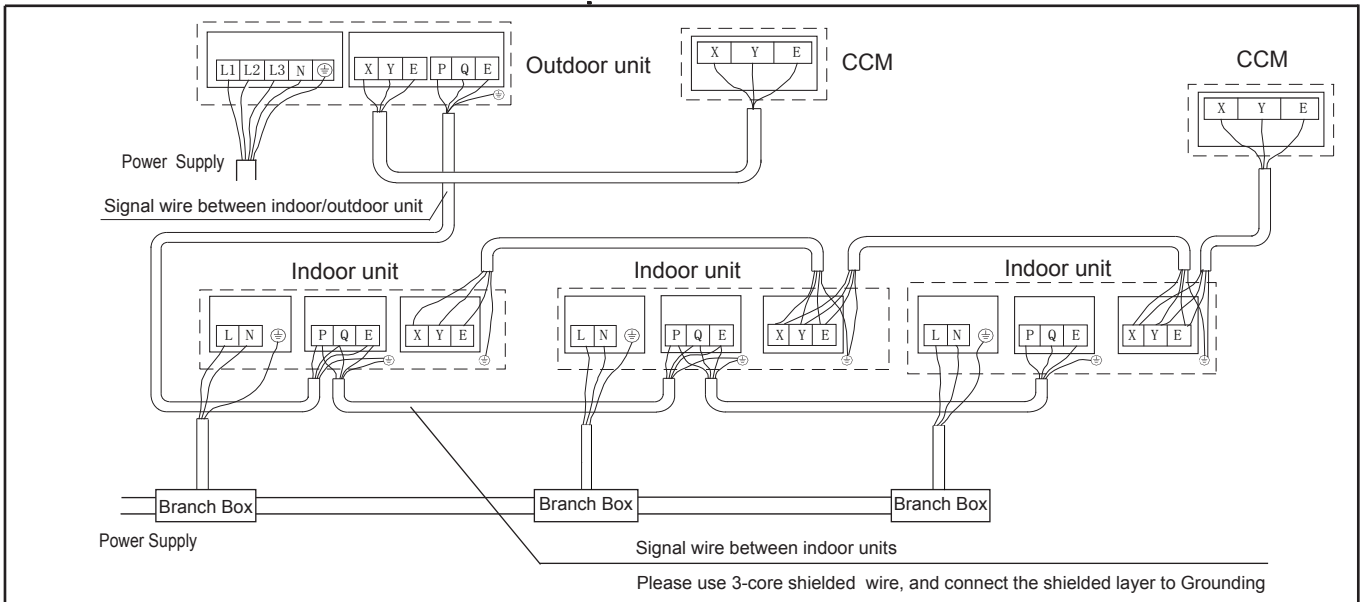 L1 L2 L3 N
X Y E P Q E
Outdoor unit
X Y E
CCM
CCM
X Y E
Power Supply
Signal wire between indoor/outdoor unit
Indoor unit
Indoor unit
Indoor unit
L N
P Q E
X Y E
L N
P Q E
X Y E
L N
P Q E
X Y E
Branch Box
Branch Box
Branch Box
Power Supply
Signal wire between indoor units
Please use 3-core shielded wire, and connect the shielded layer to Grounding